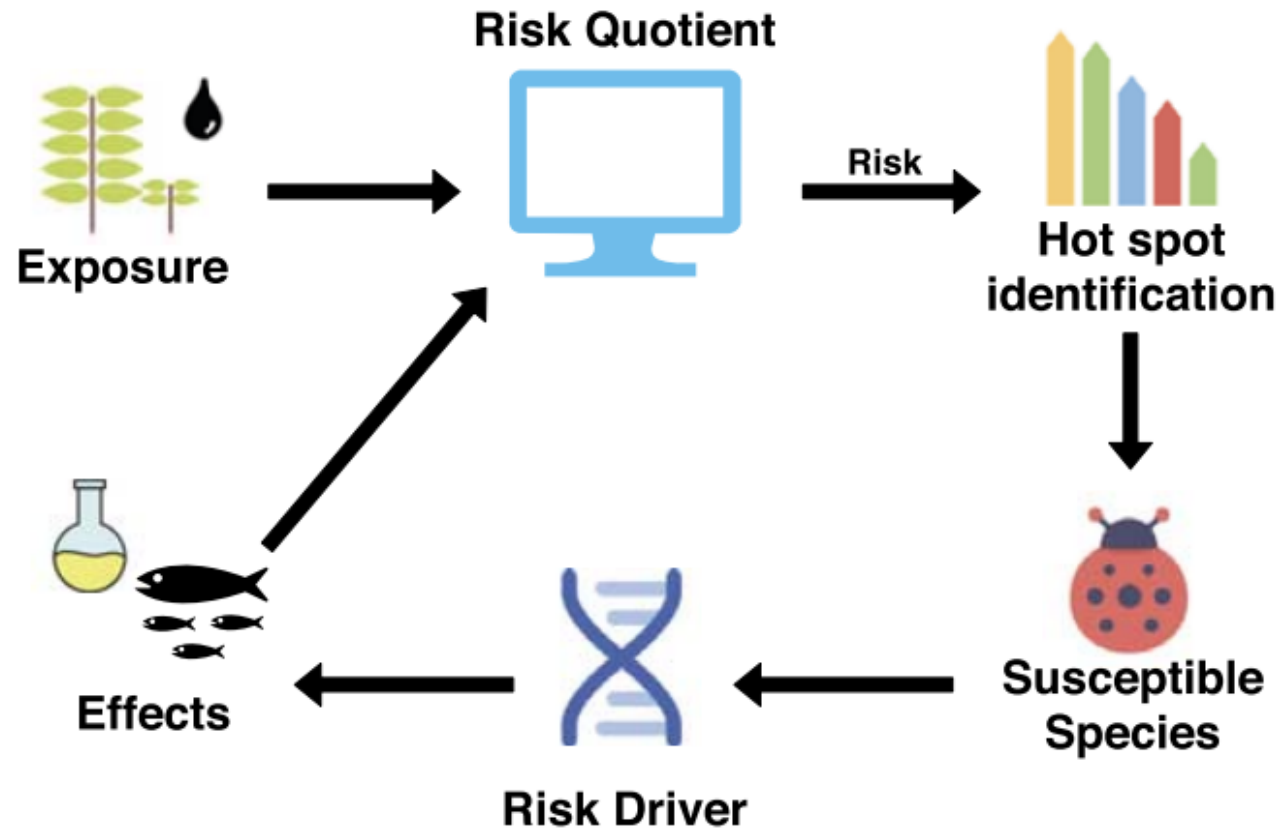 Risk Quotient
Exposure
Risk
Hot spot
identification
Effects
Susceptible
Species
Risk Driver